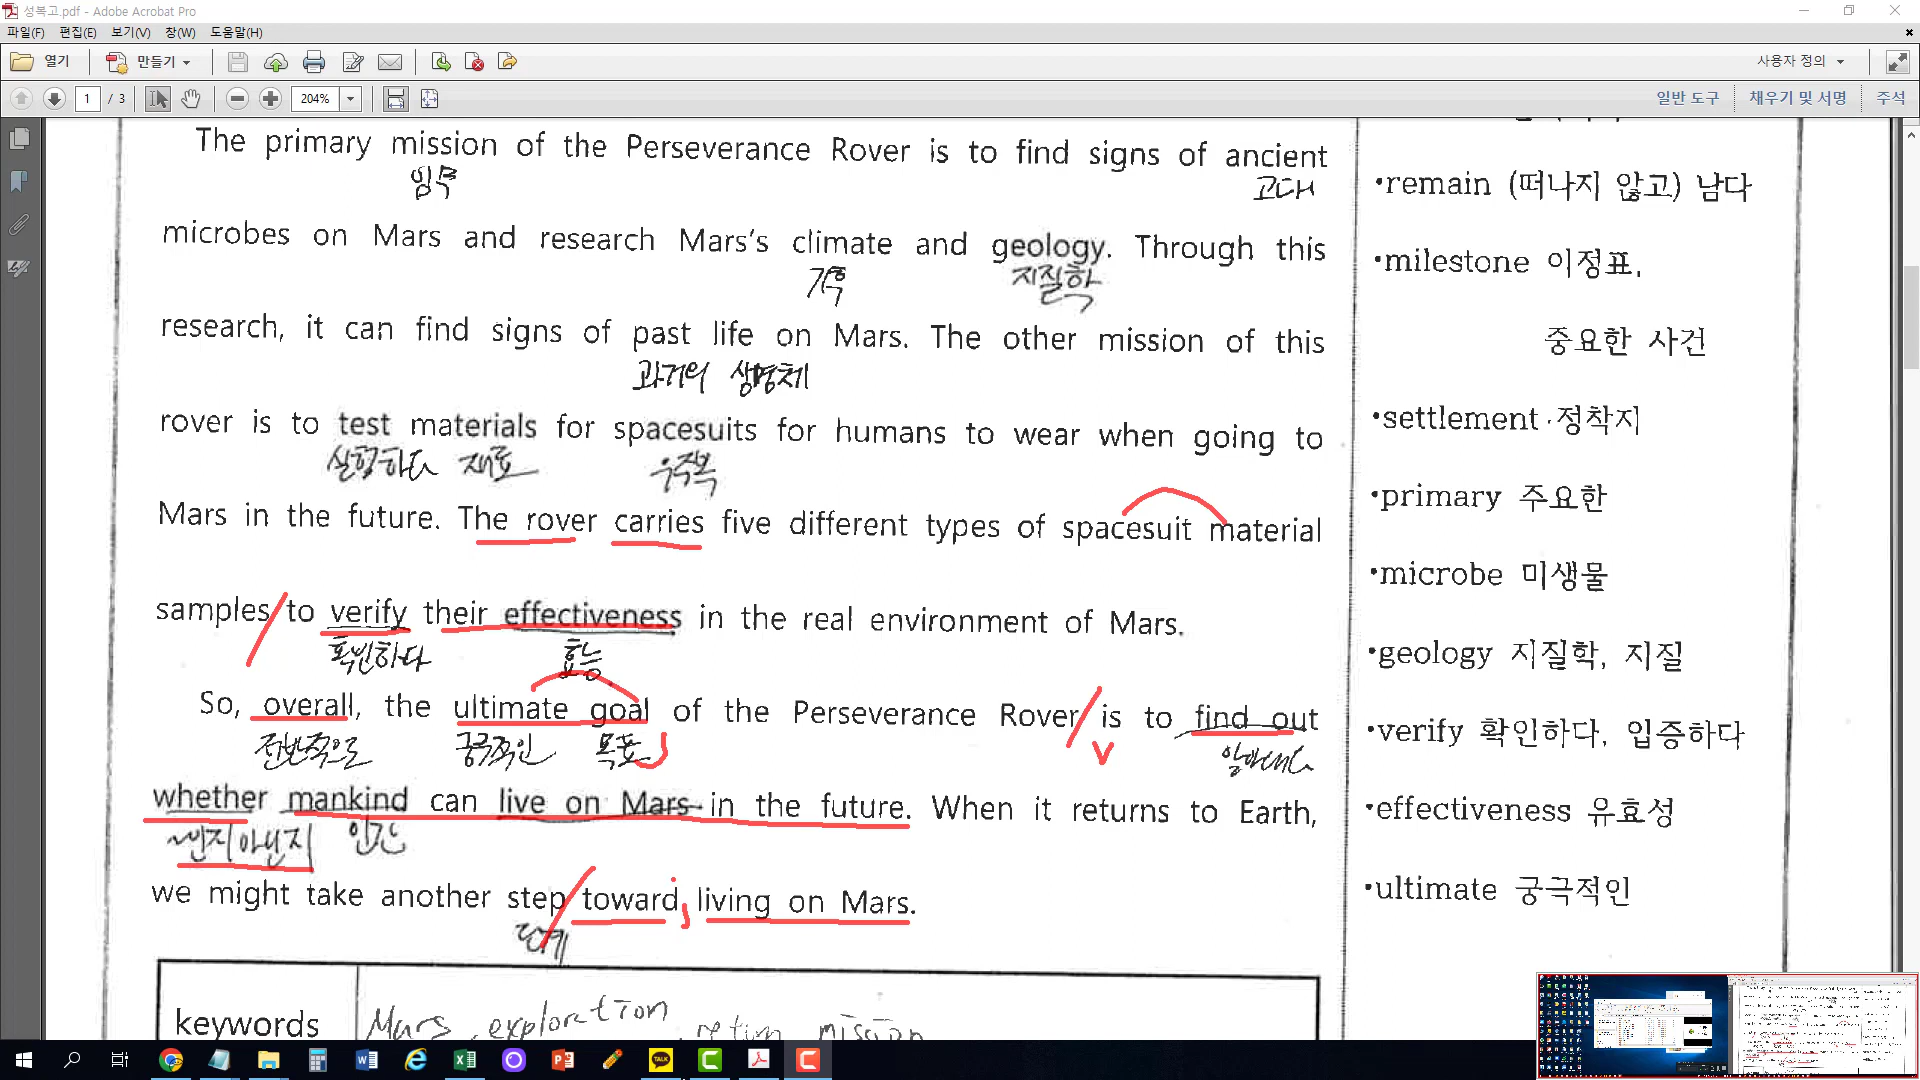 성복고.pdf - Adobe Acrobat Pro
파일(F) 편집(E) 보기(V) 창(W) 도움말(H)
열기 만들기 사용자 정의
1 / 3 204% 일반 도구 채우기 및 서명 주석
The primary mission of the Perseverance Rover is to find signs of ancient
임무 고대
microbes on Mars and research Mars's climate and geology. Through this
기후 지질학
research, it can find signs of past life on Mars. The other mission of this
과거의 생명체
rover is to test materials for spacesuits for humans to wear when going to
실험하다 재료 우주복
Mars in the future. The rover carries five different types of spacesuit material
samples to verify their effectiveness in the real environment of Mars.
확인하다 효능
So, overall, the ultimate goal of the Perseverance Rover is to find out
전반적으로 궁극적인 목표 V 알아내다
whether mankind can live on Mars in the future. When it returns to Earth,
~인지 아닌지 인간
we might take another step toward living on Mars.
단계
keywords Mars exploration return mission
•remain (떠나지 않고) 남다
•milestone 이정표,
중요한 사건
•settlement 정착지
•primary 주요한
•microbe 미생물
•geology 지질학, 지질
•verify 확인하다, 입증하다
•effectiveness 유효성
•ultimate 궁극적인